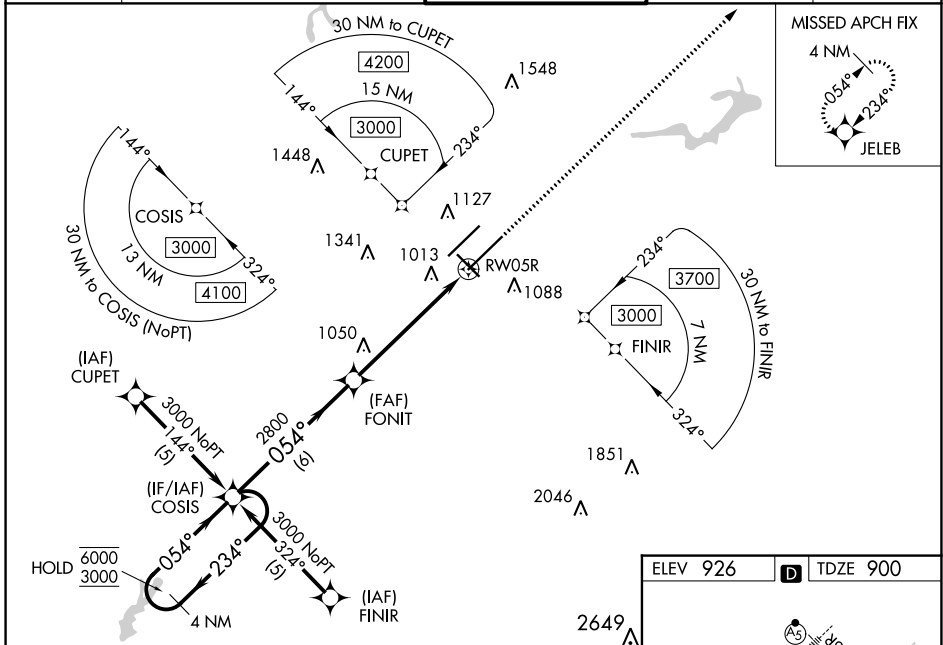 30 NM to CUPET
4200
15 NM
3000
144°
234°
CUPET
1548
1448
MISSED APCH FIX
4 NM
054°
234°
JELEB
144°
COSIS
3000
13 NM
4100
324°
30 NM to COSIS (NoPT)
1127
1341
1013
RW05R
1088
1050
234°
3700
3000
7 NM
FINIR
30 NM to FINIR
324°
(IAF)
CUPET
3000 NoPT
144°
(5)
(FAF)
FONIT
2800
054°
(6)
(IF/IAF)
COSIS
1851
2046
HOLD
6000
3000
054°
234°
4 NM
3000 NoPT
324°
(5)
(IAF)
FINIR
2649
ELEV 926
D
TDZE 900
A5